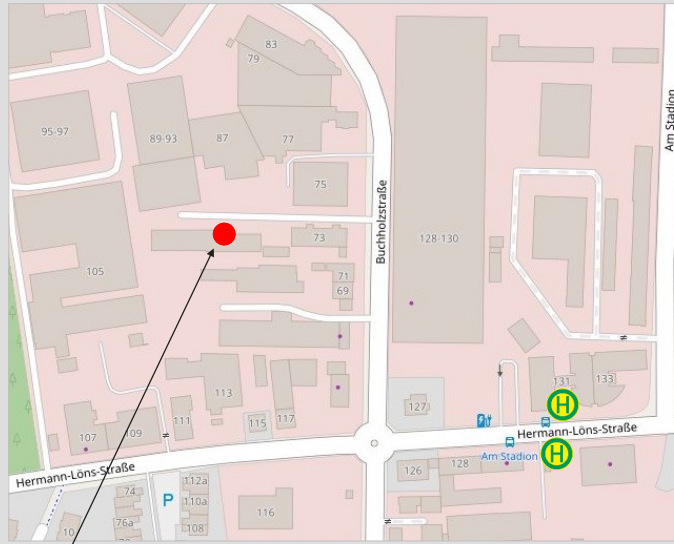 83
79
95-97
89-93
87
77
75
Am Stadion
Buchholzstraße
73
128-130
105
71
69
113
131
133
127
H
111
115
117
107
109
Hermann-Löns-Straße
H
Am Stadion
Hermann-Löns-Straße
126
128
74
112a
P
110a
76a
116
10
108